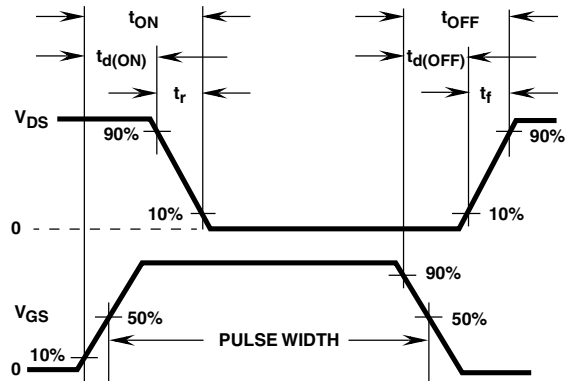 tON tOFF
td(ON) td(OFF)
tr tf
VDS
90% 90%
10% 10%
0
90%
VGS 50% 50%
PULSE WIDTH
10%
0